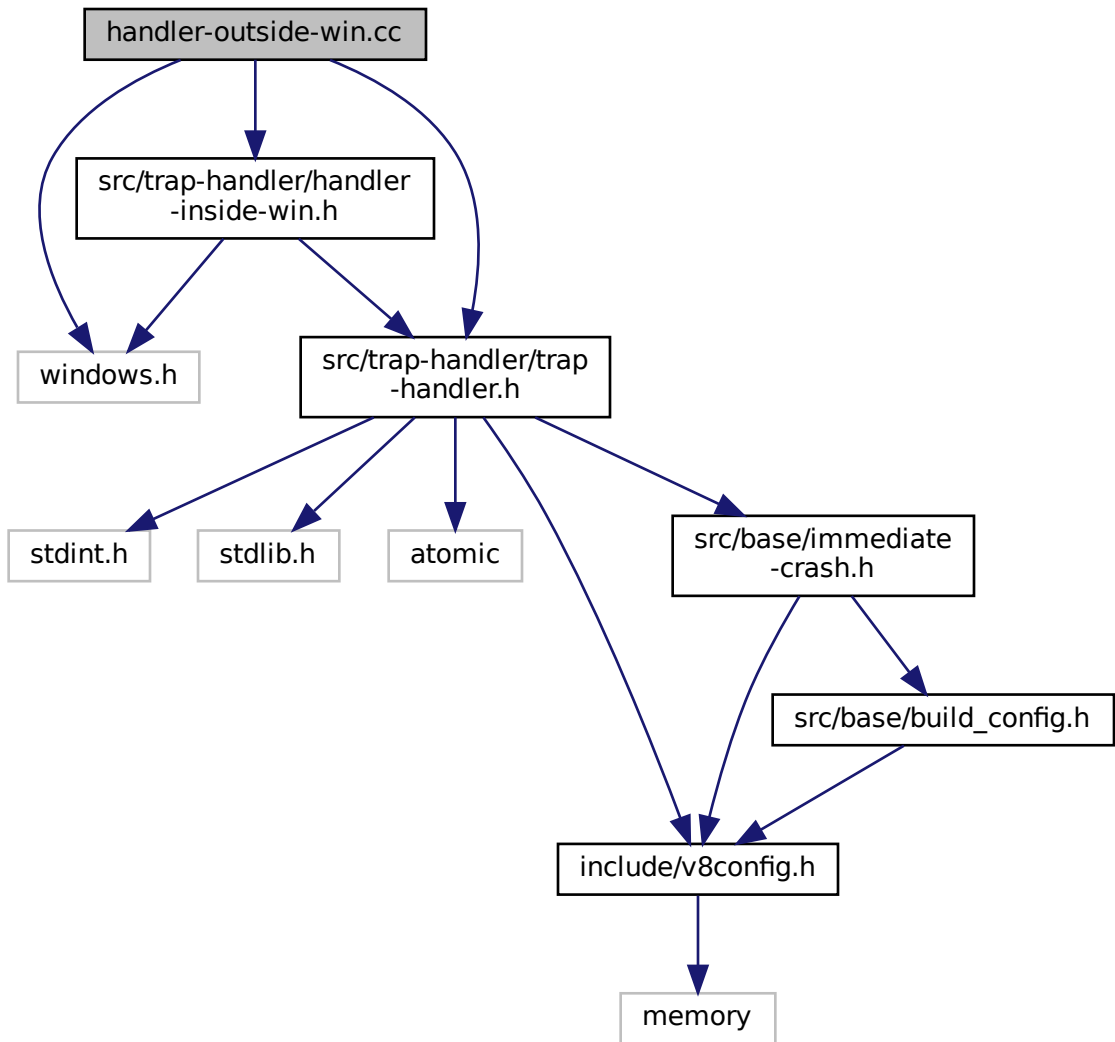 handler-outside-win.cc
src/trap-handler/handler
-inside-win.h
windows.h
src/trap-handler/trap
-handler.h
stdint.h
stdlib.h
atomic
src/base/immediate
-crash.h
src/base/build_config.h
include/v8config.h
memory